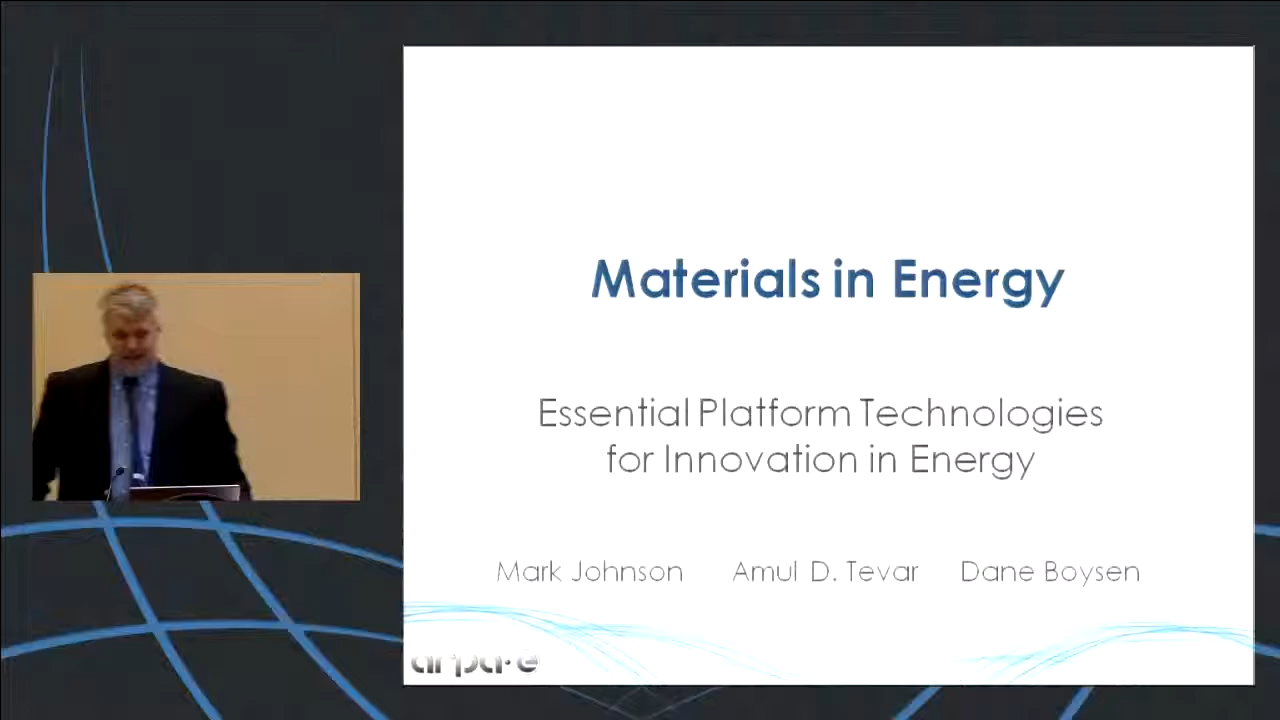 Materials in Energy
Essential Platform Technologies
for Innovation in Energy
Mark Johnson Amul D. Tevar Dane Boysen
arpa·e